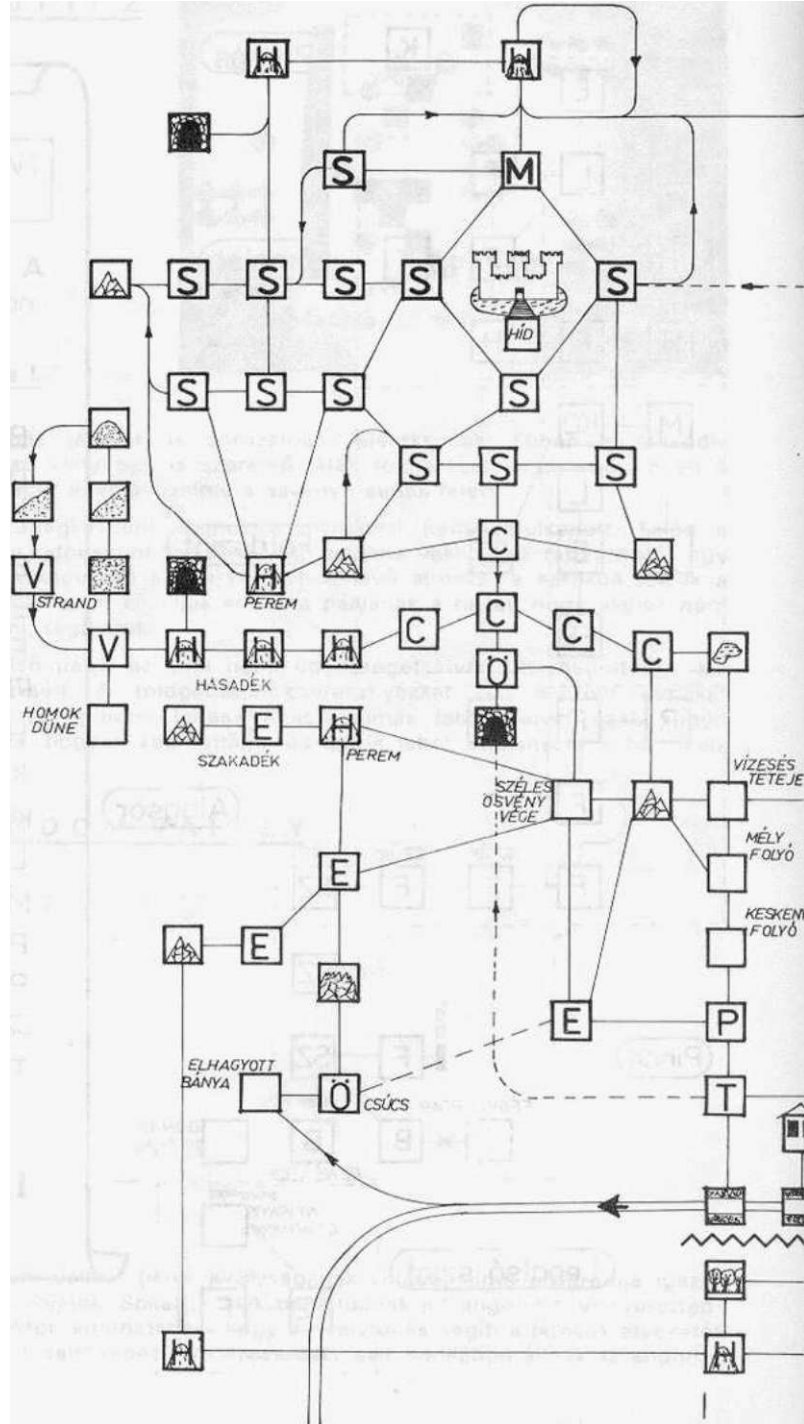 H H
S M
S S S S S
HÍD
S S S S
S S S
C
V H
STRAND PEREM
C C C C
V H H H Ö
HASADÉK
HOMOK
DÜNE
E
SZAKADÉK
PEREM
SZÉLES
ÖSVÉNY
VÉGE
VÍZESÉS
TETEJE
MÉLY
FOLYÓ
E
KESKENY
FOLYÓ
E
E P
ELHAGYOTT
BÁNYA
Ö CSÚCS T
H H